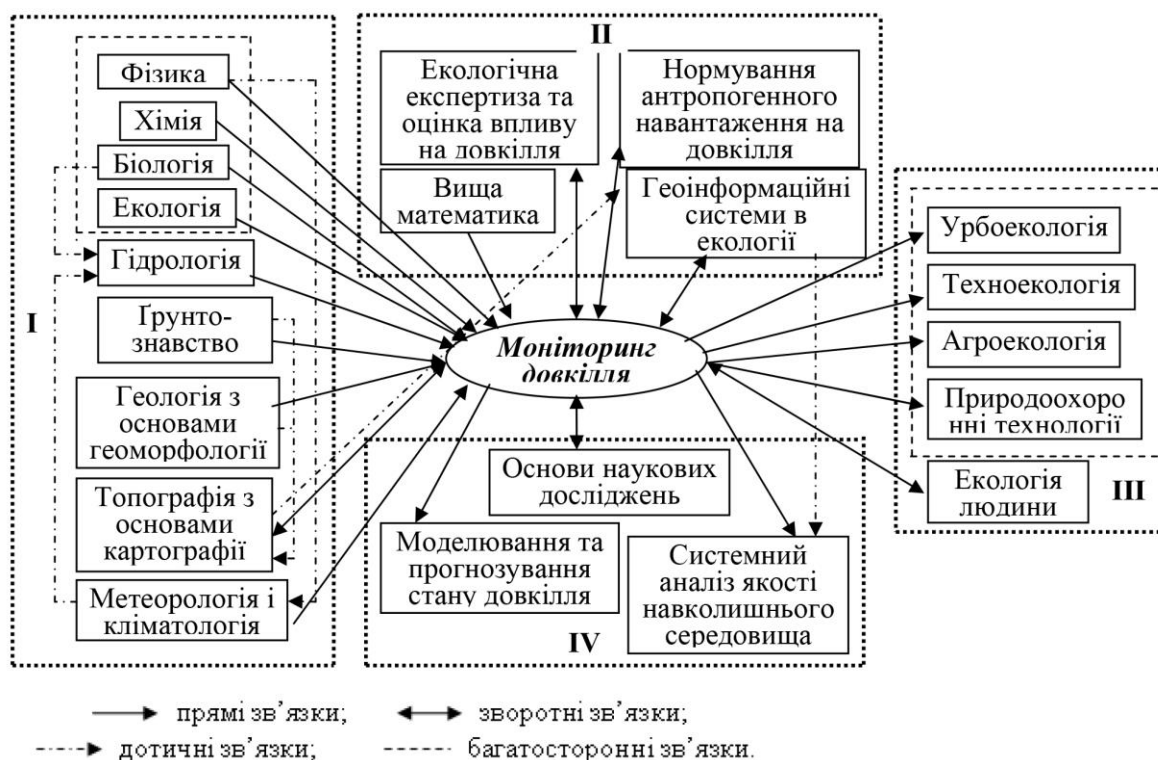 I
Фізика
Хімія
Біологія
Екологія
Гідрологія
Ґрунто-
знавство
Геологія з
основами
геоморфології
Топографія з
основами
картографії
Метеорологія і
кліматологія
II
Екологічна
експертиза та
оцінка впливу
на довкілля
Нормування
антропогенного
навантаження на
довкілля
Вища
математика
Геоінформаційні
системи в
екології
Моніторинг
довкілля
Урбоекологія
Техноекологія
Агроекологія
Природоохоро
нні технології
Екологія
людини
III
Основи наукових
досліджень
Моделювання та
прогнозування
стану довкілля
Системний
аналіз якості
навколишнього
середовища
IV
прямі зв’язки;
зворотні зв’язки;
дотичні зв’язки;
багатосторонні зв’язки.